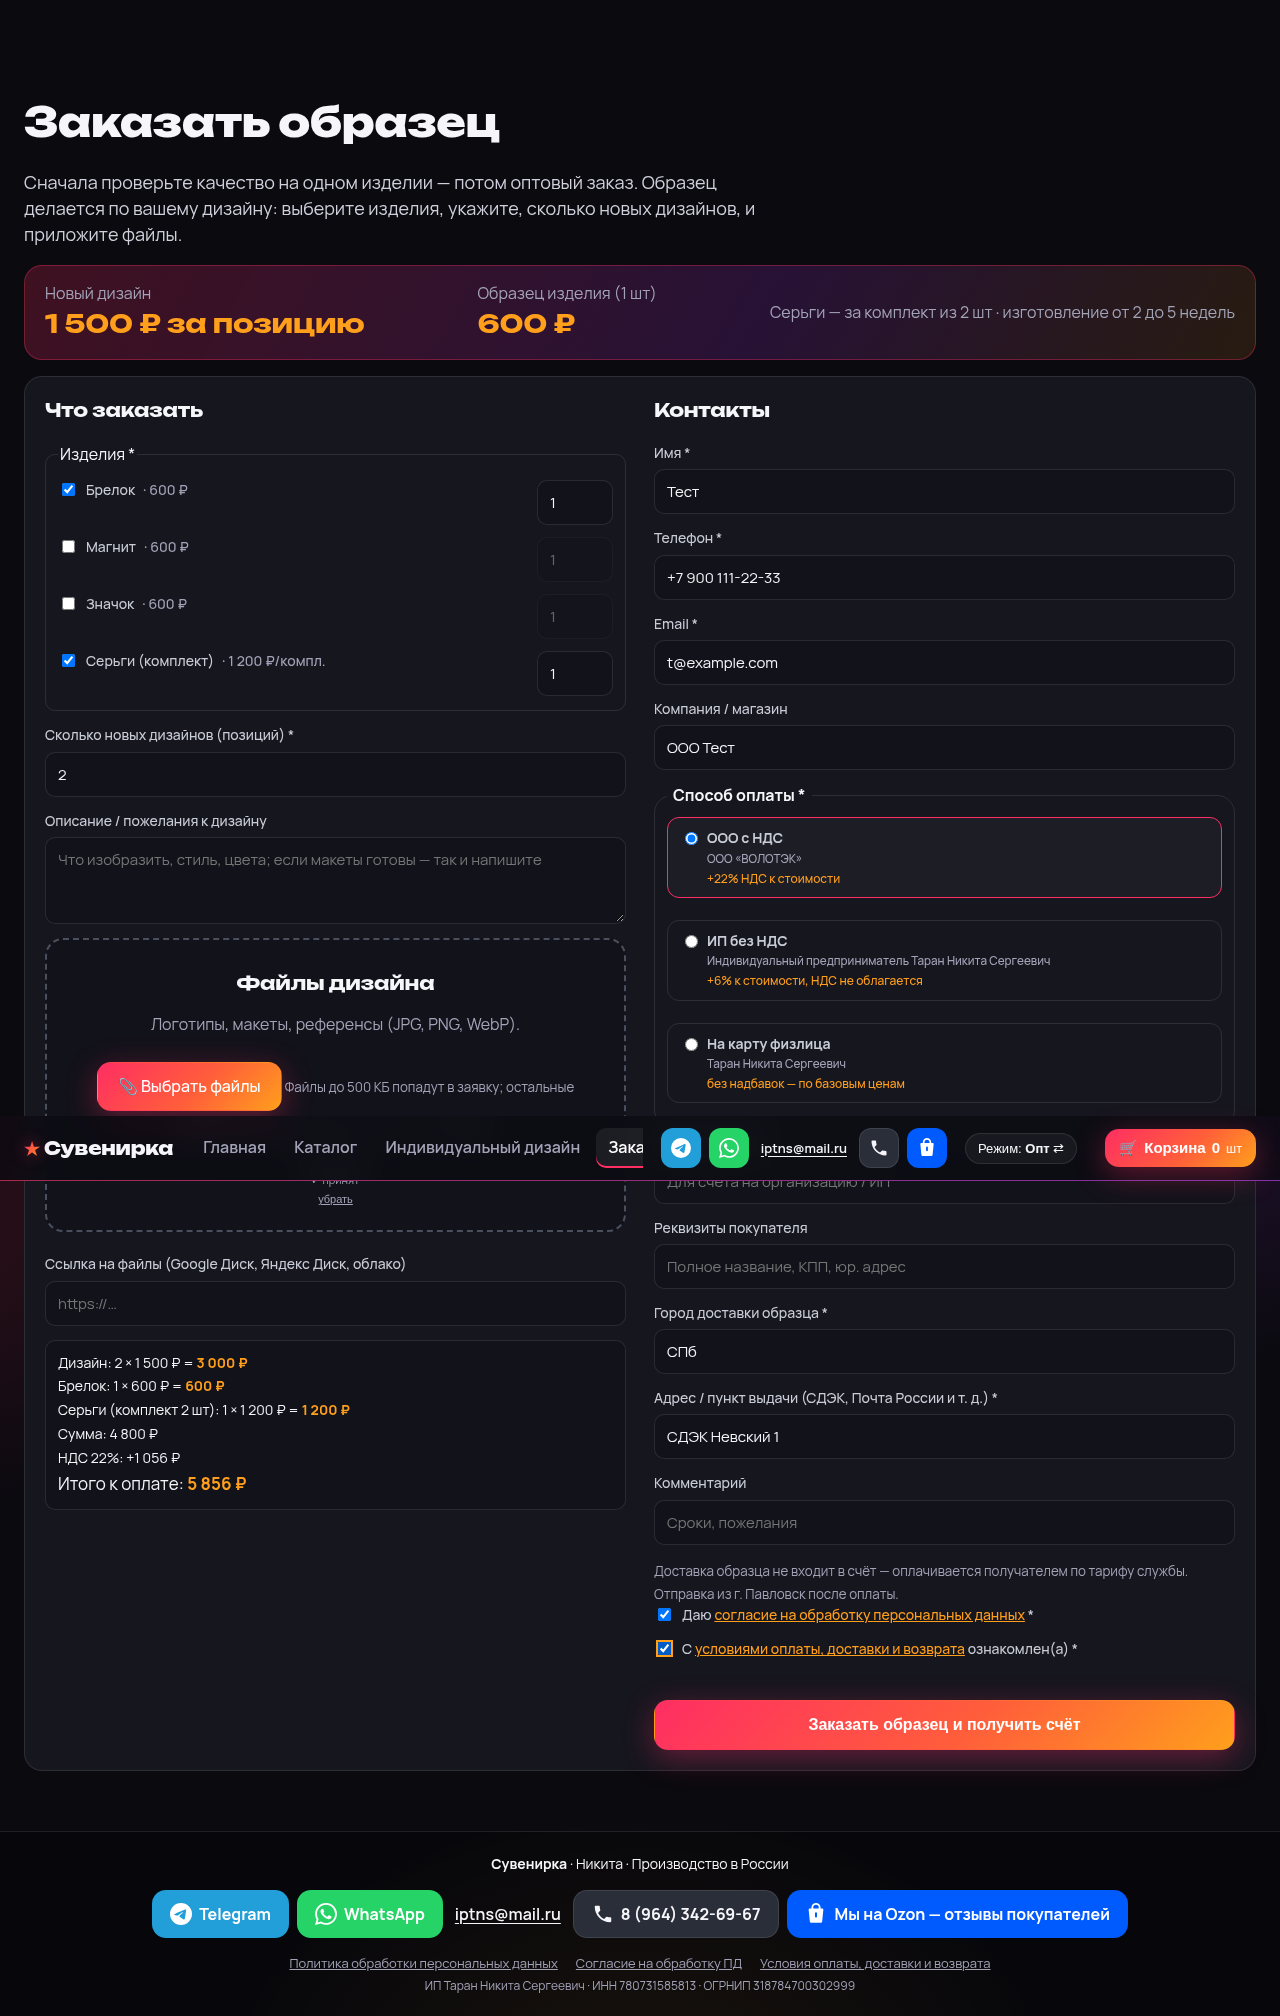 Заказать образец
Сначала проверьте качество на одном изделии — потом оптовый заказ. Образец
делается по вашему дизайну: выберите изделия, укажите, сколько новых дизайнов, и
приложите файлы.
Новый дизайн
1 500 ₽ за позицию
Образец изделия (1 шт)
600 ₽
Серьги — за комплект из 2 шт · изготовление от 2 до 5 недель
Что заказать
Изделия *
Брелок · 600 ₽
1
Магнит · 600 ₽
1
Значок · 600 ₽
1
Серьги (комплект) · 1 200 ₽/компл.
1
Сколько новых дизайнов (позиций) *
2
Описание / пожелания к дизайну
Что изобразить, стиль, цвета; если макеты готовы — так и напишите
Файлы дизайна
Логотипы, макеты, референсы (JPG, PNG, WebP).
📎 Выбрать файлы Файлы до 500 КБ попадут в заявку; остальные
принят
убрать
Ссылка на файлы (Google Диск, Яндекс Диск, облако)
https://...
Дизайн: 2 × 1 500 ₽ = 3 000 ₽
Брелок: 1 × 600 ₽ = 600 ₽
Серьги (комплект 2 шт): 1 × 1 200 ₽ = 1 200 ₽
Сумма: 4 800 ₽
НДС 22%: +1 056 ₽
Итого к оплате: 5 856 ₽
Контакты
Имя *
Тест
Телефон *
+7 900 111-22-33
Email *
t@example.com
Компания / магазин
ООО Тест
Способ оплаты *
ООО с НДС
ООО «ВОЛОТЭК»
+22% НДС к стоимости
ИП без НДС
Индивидуальный предприниматель Таран Никита Сергеевич
+6% к стоимости, НДС не облагается
На карту физлица
Таран Никита Сергеевич
без надбавок — по базовым ценам
★ Сувенирка
Главная
Каталог
Индивидуальный дизайн
Зака
iptns@mail.ru
Режим: Опт ⇄
🛒 Корзина 0 шт
Для счёта на организацию / ИП
Реквизиты покупателя
Полное название, КПП, юр. адрес
Город доставки образца *
СПб
Адрес / пункт выдачи (СДЭК, Почта России и т. д.) *
СДЭК Невский 1
Комментарий
Сроки, пожелания
Доставка образца не входит в счёт — оплачивается получателем по тарифу службы.
Отправка из г. Павловск после оплаты.
Даю согласие на обработку персональных данных *
С условиями оплаты, доставки и возврата ознакомлен(а) *
Заказать образец и получить счёт
Сувенирка · Никита · Производство в России
Telegram
WhatsApp
iptns@mail.ru
8 (964) 342-69-67
Мы на Ozon — отзывы покупателей
Политика обработки персональных данных
Согласие на обработку ПД
Условия оплаты, доставки и возврата
ИП Таран Никита Сергеевич · ИНН 780731585813 · ОГРНИП 318784700302999